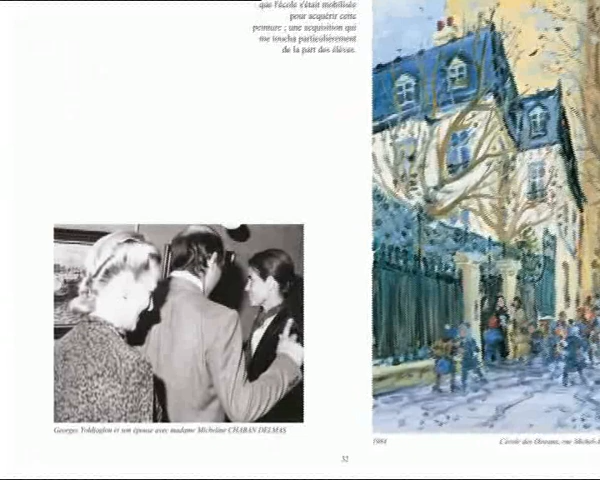 que l'école s'était mobilisée
pour acquérir cette
peinture ; une acquisition qui
me toucha particulièrement
de la part des élèves.
Georges Yoldjoglou et son épouse avec madame Micheline CHABAN DELMAS
1984
L'école des Oiseaux, rue Michel-A
32